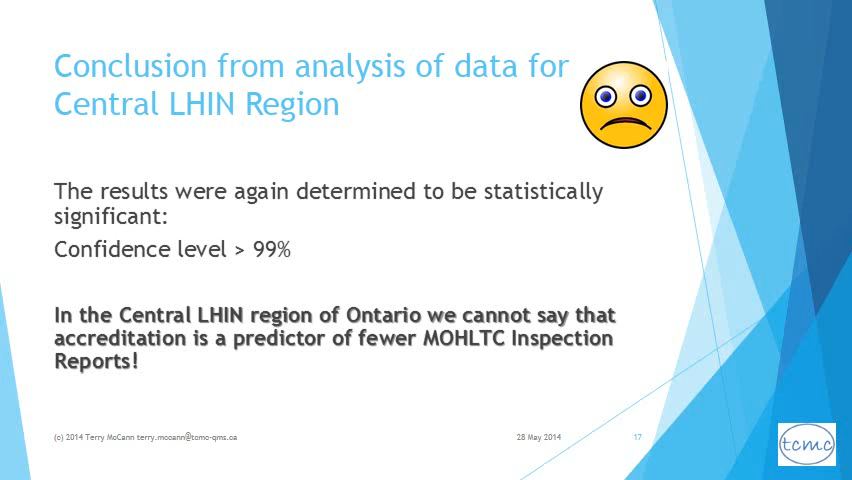 Conclusion from analysis of data for
Central LHIN Region
The results were again determined to be statistically
significant:
Confidence level > 99%
In the Central LHIN region of Ontario we cannot say that
accreditation is a predictor of fewer MOHLTC Inspection
Reports!
(c) 2014 Terry McCann terry.mccann@tcmc-qms.ca
28 May 2014
17
tcmc